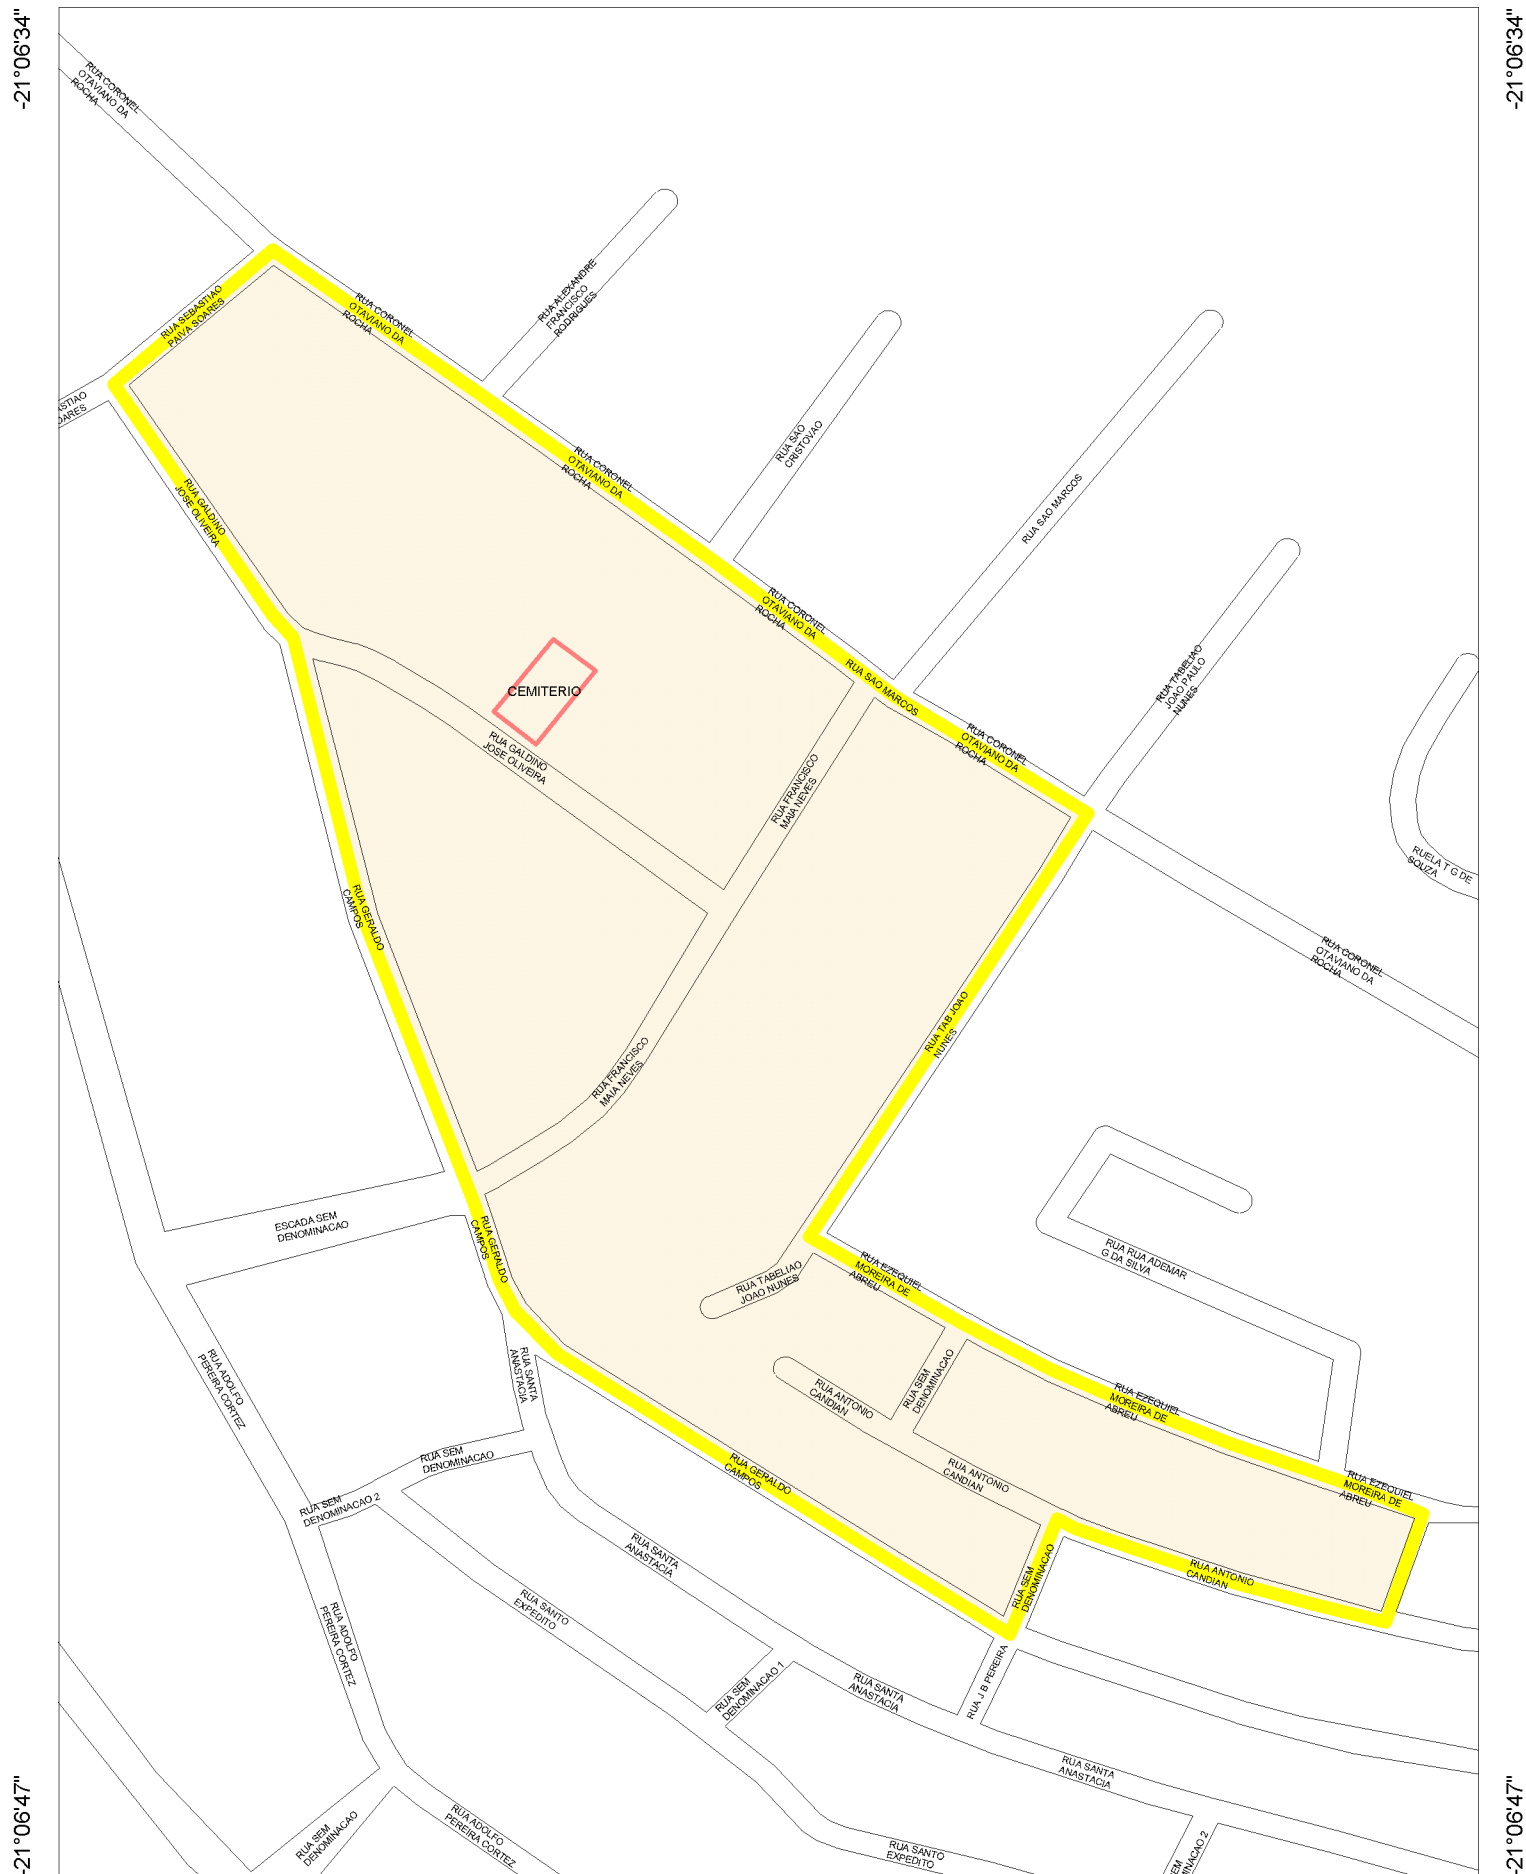 -21°06'34"
-21°06'34"
RUA CORONEL
OTAVIANO DA
ROCHA
RUA SEBASTIAO
PAIVA SOARES
RUA CORONEL
OTAVIANO DA
ROCHA
RUA ALEXANDRE
FRANCISCO
RODRIGUES
RUA SAO
CRISTOVAO
RUA CORONEL
OTAVIANO DA
ROCHA
RUA SAO MARCOS
RUA GALDINO
JOSE OLIVEIRA
RUA CORONEL
OTAVIANO DA
ROCHA
RUA SAO MARCOS
RUA TABELIAO
JOAO PAULO
NUNES
CEMITERIO
RUA GALDINO
JOSE OLIVEIRA
RUA CORONEL
OTAVIANO DA
ROCHA
RUA FRANCISCO
MAIA NEVES
RUELA T G DE
SOUZA
RUA GERALDO
CAMPOS
RUA CORONEL
OTAVIANO DA
ROCHA
RUA TAB JOAO
NUNES
RUA FRANCISCO
MAIA NEVES
ESCADA SEM
DENOMINACAO
RUA GERALDO
CAMPOS
RUA TABELIAO
JOAO NUNES
RUA EZEQUIEL
MOREIRA DE
ABREU
RUA RUA ADEMAR
G DA SILVA
RUA ADOLFO
PEREIRA CORTEZ
RUA SANTA
ANASTACIA
RUA ANTONIO
CANDIAN
RUA SEM
DENOMINACAO
RUA EZEQUIEL
MOREIRA DE
ABREU
RUA SEM
DENOMINACAO
RUA GERALDO
CAMPOS
RUA ANTONIO
CANDIAN
RUA EZEQUIEL
MOREIRA DE
ABREU
RUA SEM
DENOMINACAO 2
RUA SANTA
ANASTACIA
RUA SEM
DENOMINACAO
RUA ANTONIO
CANDIAN
RUA SANTO
EXPEDITO
RUA ADOLFO
PEREIRA CORTEZ
RUA SEM
DENOMINACAO 1
RUA SANTA
ANASTACIA
RUA J B PEREIRA
RUA SANTA
ANASTACIA
RUA SEM
DENOMINACAO
RUA ADOLFO
PEREIRA CORTEZ
RUA SANTO
EXPEDITO
-21°06'47"
-21°06'47"